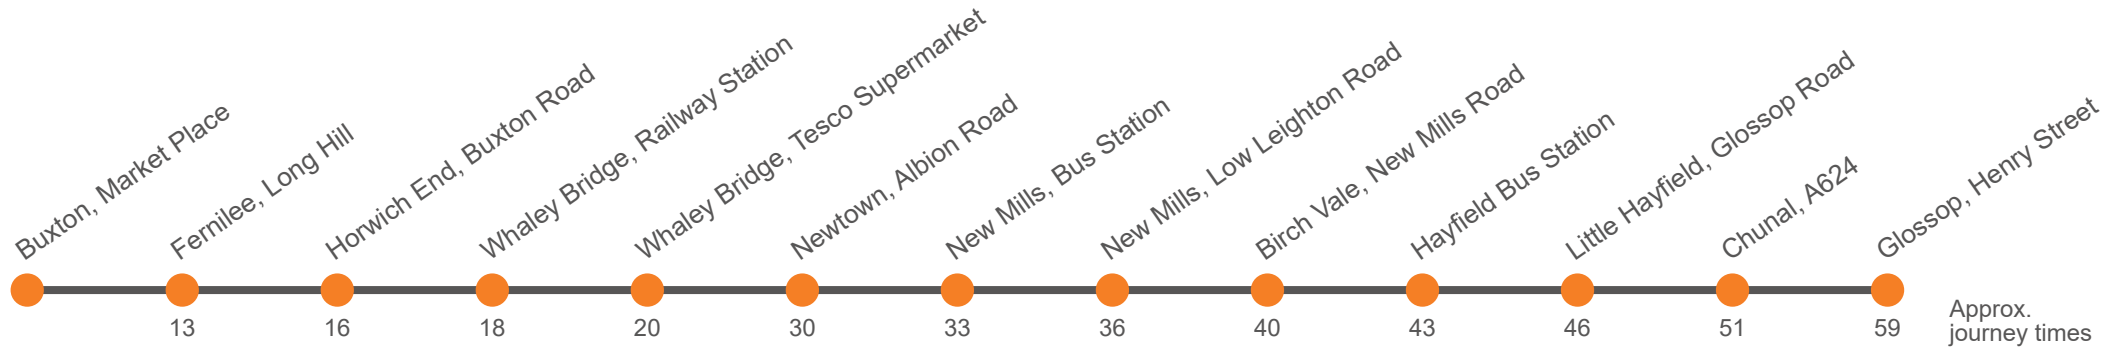 Buxton, Market Place
Fernilee, Long Hill
Horwich End, Buxton Road
Whaley Bridge, Railway Station
Whaley Bridge, Tesco Supermarket
Newtown, Albion Road
New Mills, Bus Station
New Mills, Low Leighton Road
Birch Vale, New Mills Road
Hayfield Bus Station
Little Hayfield, Glossop Road
Chunal, A624
Glossop, Henry Street
13 16 18 20 30 33 36 40 43 46 51 59
Approx.
journey times